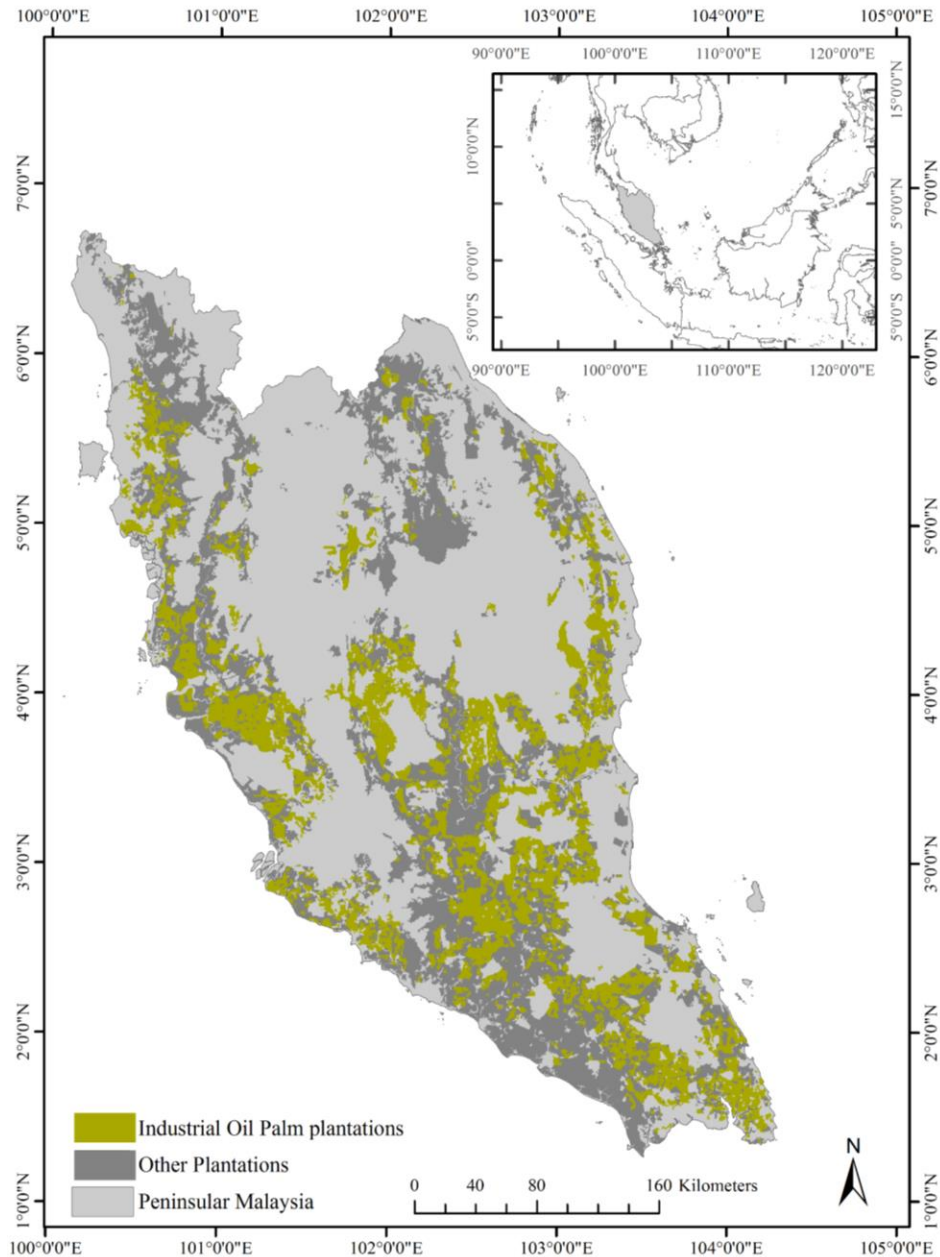 100°0'0"E 101°0'0"E 102°0'0"E 103°0'0"E 104°0'0"E 105°0'0"E
90°0'0"E 100°0'0"E 110°0'0"E 120°0'0"E
15°0'0"N
10°0'0"N
5°0'0"N
0°0'0"
0°0'0"
5°0'0"S
5°0'0"S
90°0'0"E 100°0'0"E 110°0'0"E 120°0'0"E
7°0'0"N
7°0'0"N
6°0'0"N
6°0'0"N
5°0'0"N
5°0'0"N
4°0'0"N
4°0'0"N
3°0'0"N
3°0'0"N
2°0'0"N
2°0'0"N
1°0'0"N
1°0'0"N
Industrial Oil Palm plantations
Other Plantations
Peninsular Malaysia
0 40 80 160 Kilometers
N
100°0'0"E 101°0'0"E 102°0'0"E 103°0'0"E 104°0'0"E 105°0'0"E